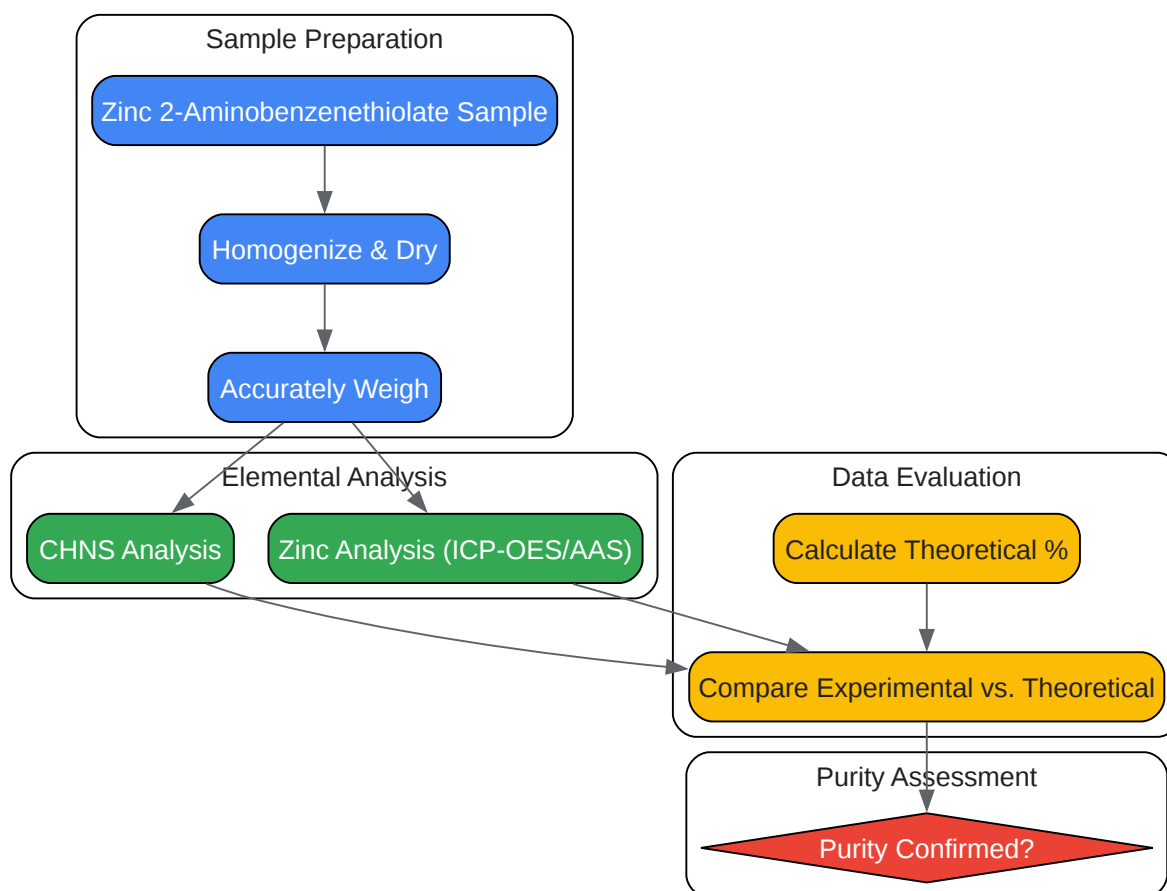 Sample Preparation
Zinc 2-Aminobenzenethiolate Sample
Homogenize & Dry
Accurately Weigh
Elemental Analysis
CHNS Analysis
Zinc Analysis (ICP-OES/AAS)
Data Evaluation
Calculate Theoretical %
Compare Experimental vs. Theoretical
Purity Assessment
Purity Confirmed?